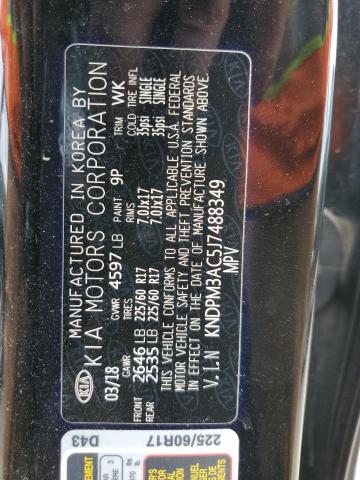 MANUFACTURED IN KOREA BY
KIA MOTORS CORPORATION
KIA
03/18 GVWR 4597 LB PAINT: 9P TRIM WK
GAWR TIRES RIMS COLD TIRE INFL
FRONT 2646 LB 225/60 R17 7.0Jx17 35psi SINGLE
REAR 2535 LB 225/60 R17 7.0Jx17 35psi SINGLE
THIS VEHICLE CONFORMS TO ALL APPLICABLE U.S.A. FEDERAL
MOTOR VEHICLE SAFETY AND THEFT PREVENTION STANDARDS
IN EFFECT ON THE DATE OF MANUFACTURE SHOWN ABOVE.
V.I.N KNDPM3AC5J7488349
MPV
D43
225/60R17